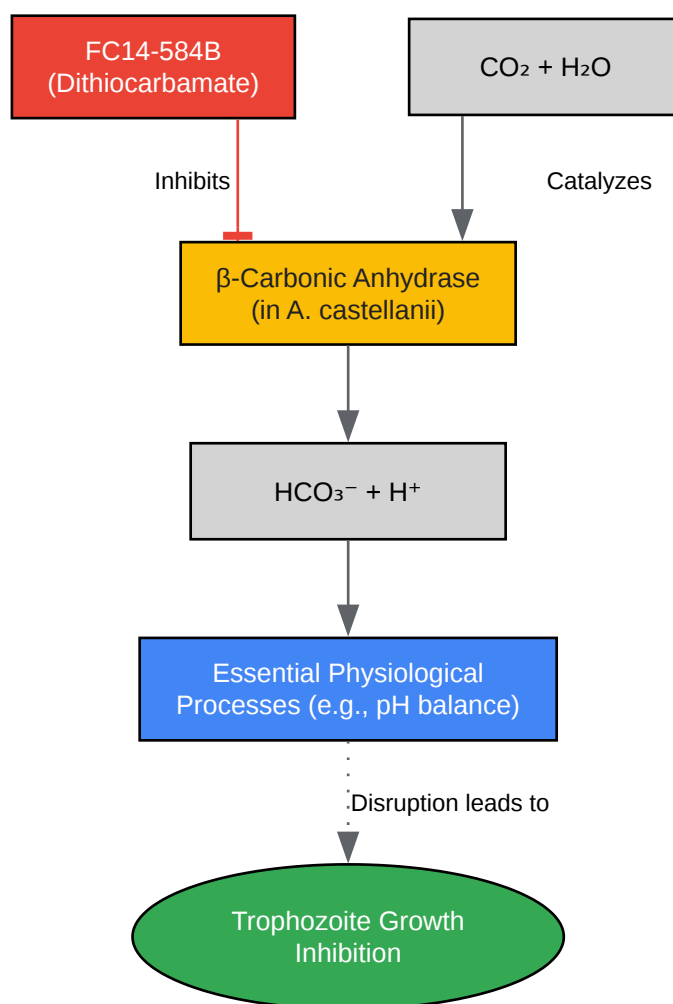 FC14-584B
(Dithiocarbamate)
CO₂ + H₂O
Inhibits
Catalyzes
β-Carbonic Anhydrase
(in A. castellanii)
HCO₃⁻ + H⁺
Essential Physiological
Processes (e.g., pH balance)
Disruption leads to
Trophozoite Growth
Inhibition